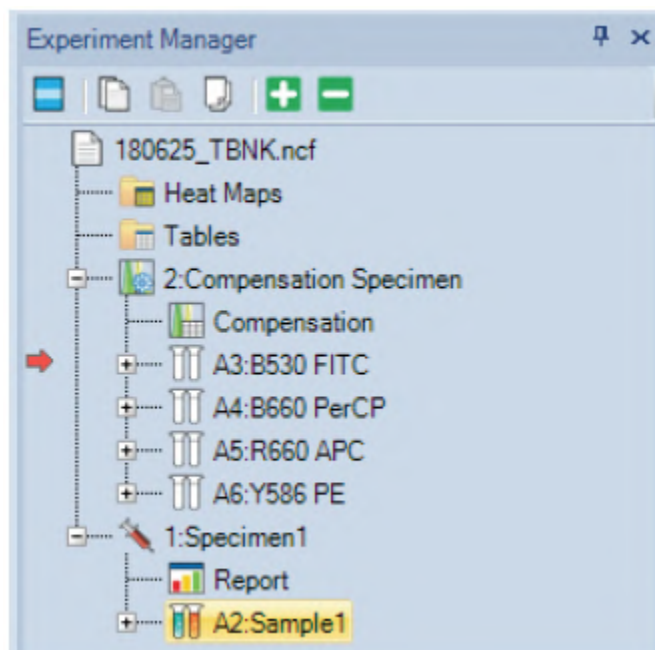 Experiment Manager
180625_TBNK.ncf
Heat Maps
Tables
2:Compensation Specimen
Compensation
A3:B530 FITC
A4:B660 PerCP
A5:R660 APC
A6:Y586 PE
1:Specimen1
Report
A2:Sample1